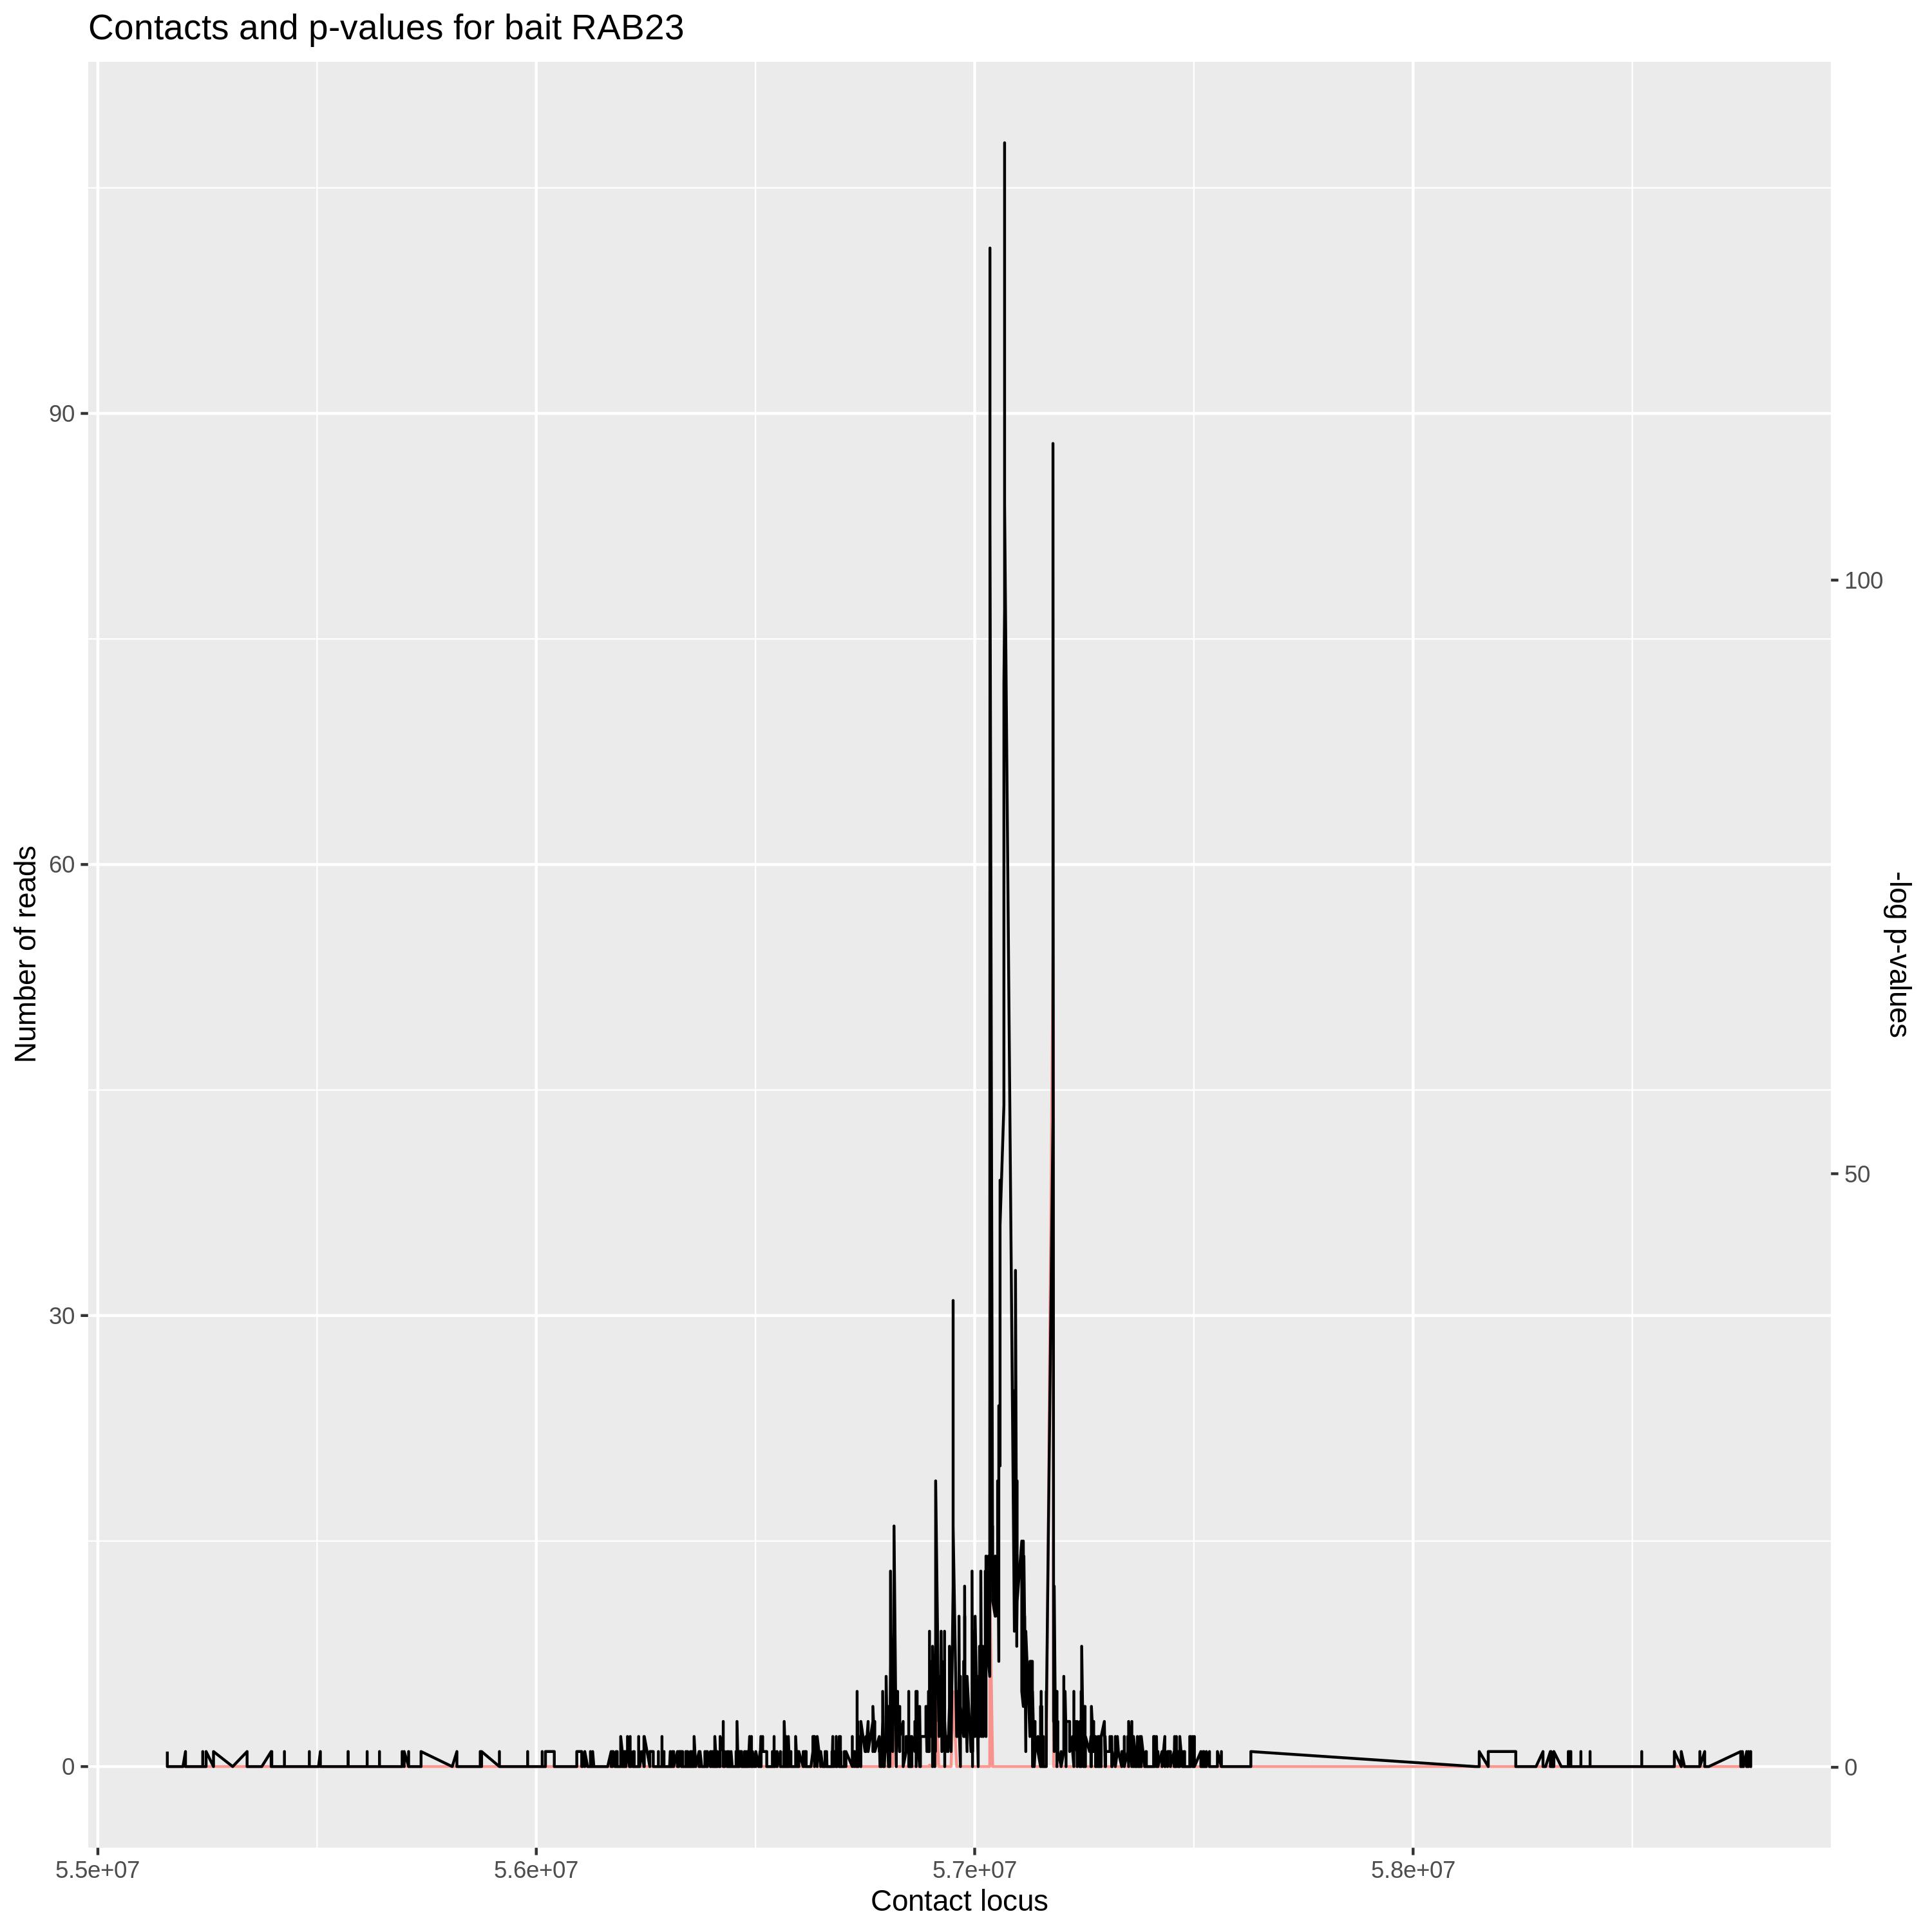 Contacts and p-values for bait RAB23
Number of reads
90
60
30
0
-log p-values
100
50
0
5.5e+07
5.6e+07
5.7e+07
5.8e+07
Contact locus